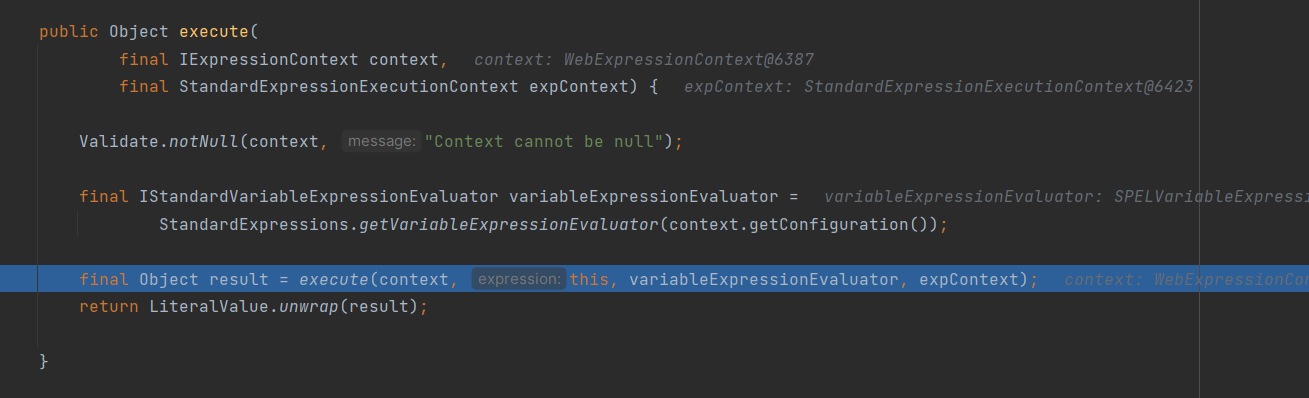 public Object execute(
final IExpressionContext context, context: WebExpressionContext@6387
final StandardExpressionExecutionContext expContext) { expContext: StandardExpressionExecutionContext@6423
Validate.notNull(context, message: "Context cannot be null");
final IStandardVariableExpressionEvaluator variableExpressionEvaluator = variableExpressionEvaluator: SPELVariableExpressi
StandardExpressions.getVariableExpressionEvaluator(context.getConfiguration());
final Object result = execute(context, expression: this, variableExpressionEvaluator, expContext); context: WebExpressionCon
return LiteralValue.unwrap(result);
}